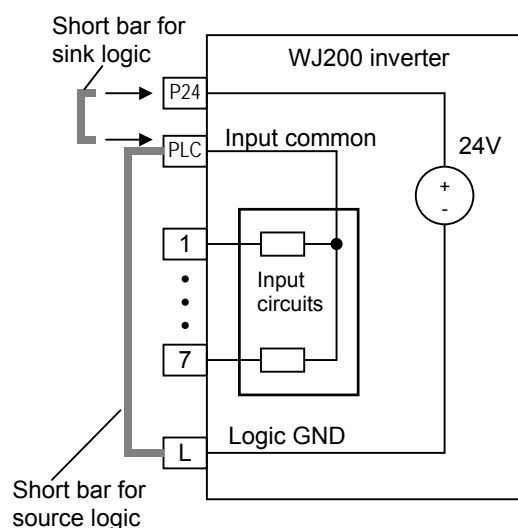 Short bar for
sink logic
WJ200 inverter
P24
PLC
Input common
24V
+
-
1
Input
circuits
7
Logic GND
L
Short bar for
source logic